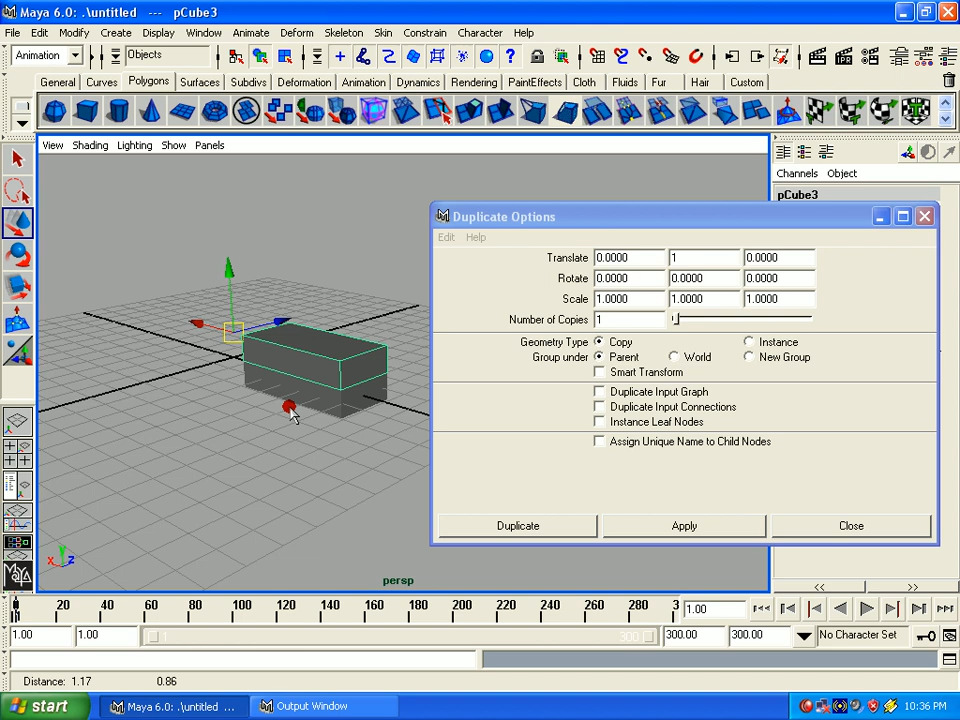 Maya 6.0: .\untitled --- pCube3
File Edit Modify Create Display Window Animate Deform Skeleton Skin Constrain Character Help
Animation Objects
General Curves Polygons Surfaces Subdivs Deformation Animation Dynamics Rendering PaintEffects Cloth Fluids Fur Hair Custom
View Shading Lighting Show Panels
Channels Object
pCube3
Duplicate Options
Edit Help
Translate 0.0000 1 0.0000
Rotate 0.0000 0.0000 0.0000
Scale 1.0000 1.0000 1.0000
Number of Copies 1
Geometry Type Copy Instance
Group under Parent World New Group
Smart Transform
Duplicate Input Graph
Duplicate Input Connections
Instance Leaf Nodes
Assign Unique Name to Child Nodes
Duplicate Apply Close
Y X Z
persp
<< >>
20 40 60 80 100 120 140 160 180 200 220 240 260 280 3 1.00
1.00 1.00 1 300 300.00 300.00 No Character Set
Distance: 1.17 0.86
start Maya 6.0: .\untitled ... Output Window 10:36 PM